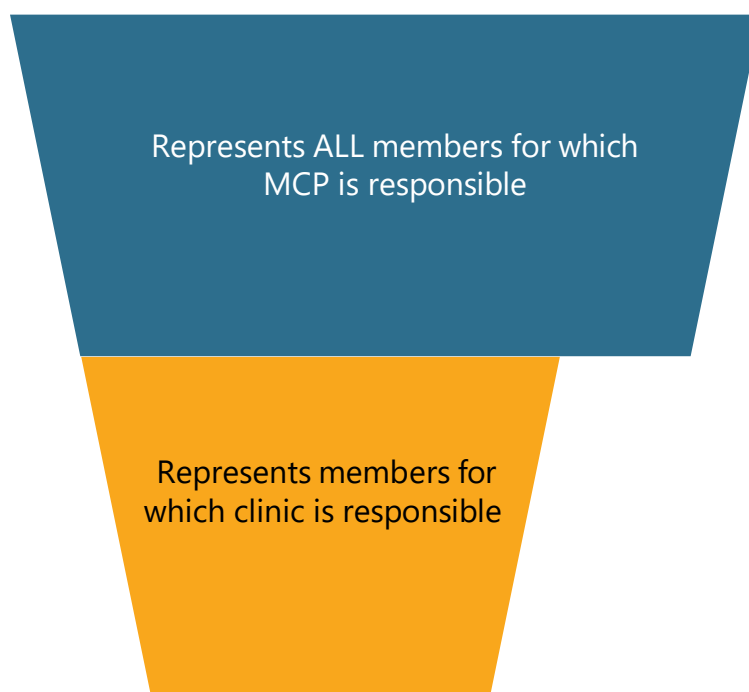 Represents ALL members for which
MCP is responsible
Represents members for
which clinic is responsible